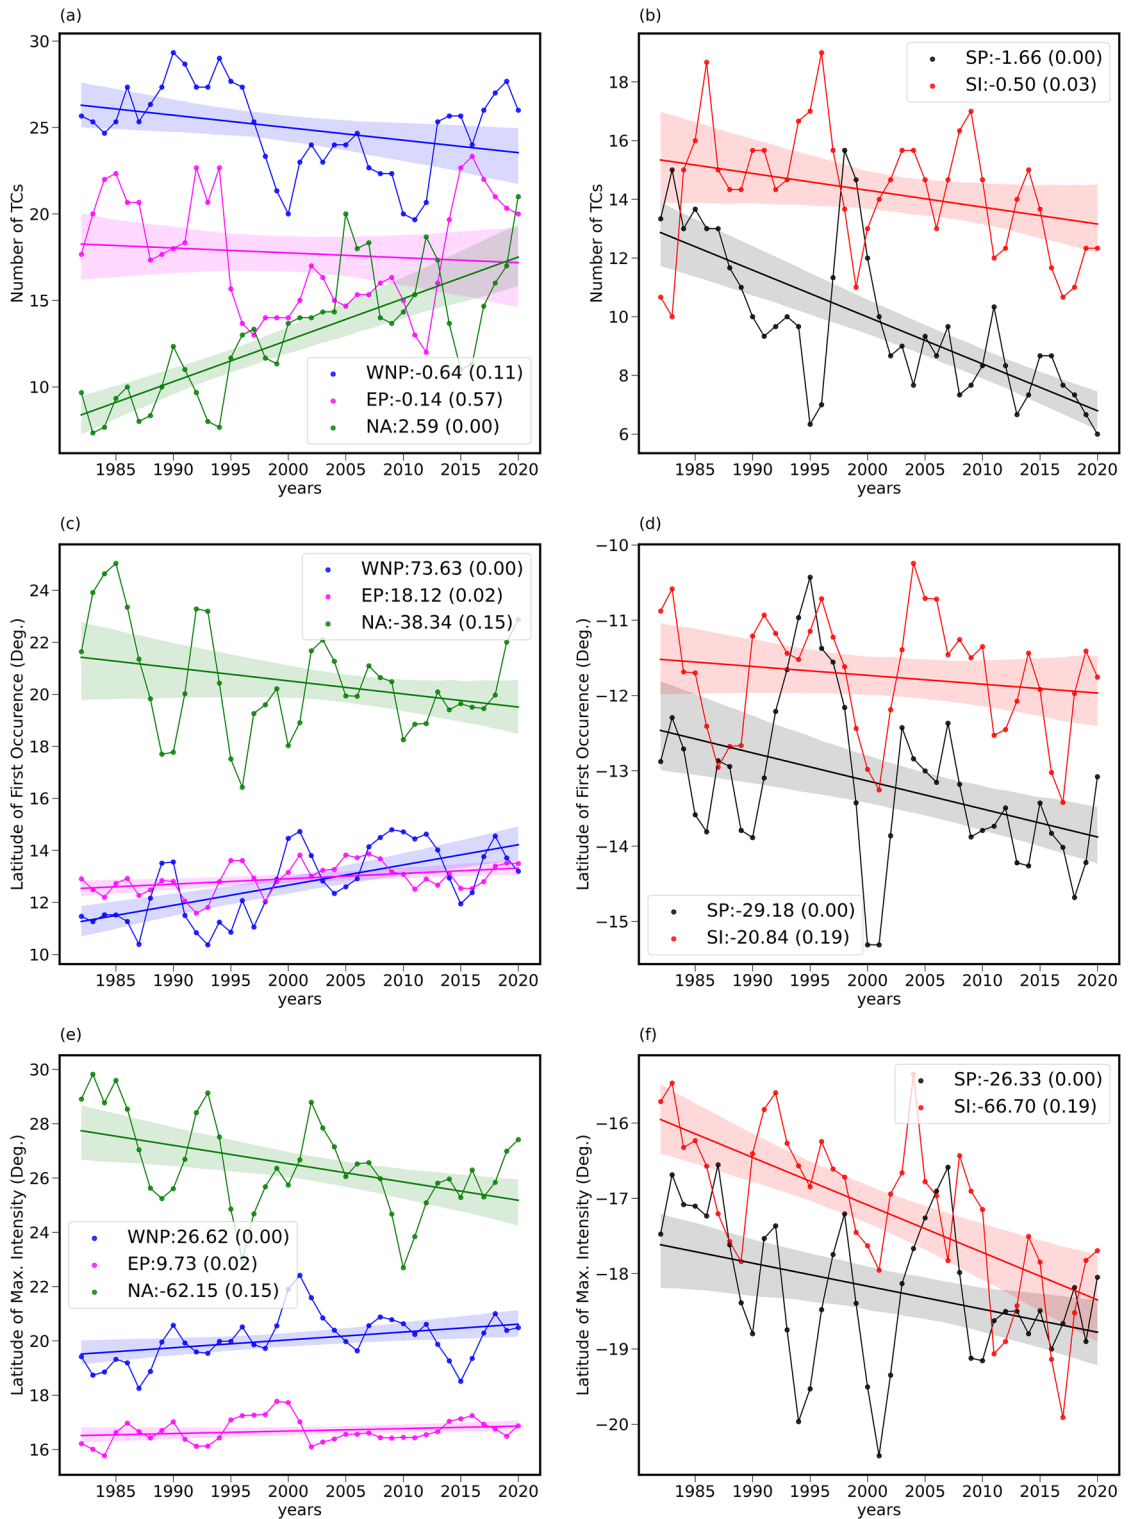 (a)
30
25
20
15
10
Number of TCs
WNP:-0.64 (0.11)
EP:-0.14 (0.57)
NA:2.59 (0.00)
1985 1990 1995 2000 2005 2010 2015 2020
years
(b)
18
16
14
12
10
8
6
Number of TCs
SP:-1.66 (0.00)
SI:-0.50 (0.03)
1985 1990 1995 2000 2005 2010 2015 2020
years
(c)
24
22
20
18
16
14
12
10
Latitude of First Occurence (Deg.)
WNP:73.63 (0.00)
EP:18.12 (0.02)
NA:-38.34 (0.15)
1985 1990 1995 2000 2005 2010 2015 2020
years
(d)
−10
−11
−12
−13
−14
−15
Latitude of First Occurence (Deg.)
SP:-29.18 (0.00)
SI:-20.84 (0.19)
1985 1990 1995 2000 2005 2010 2015 2020
years
(e)
30
28
26
24
22
20
18
16
Latitude of Max. Intensity (Deg.)
WNP:26.62 (0.00)
EP:9.73 (0.02)
NA:-62.15 (0.15)
1985 1990 1995 2000 2005 2010 2015 2020
years
(f)
−16
−17
−18
−19
−20
Latitude of Max. Intensity (Deg.)
SP:-26.33 (0.00)
SI:-66.70 (0.19)
1985 1990 1995 2000 2005 2010 2015 2020
years